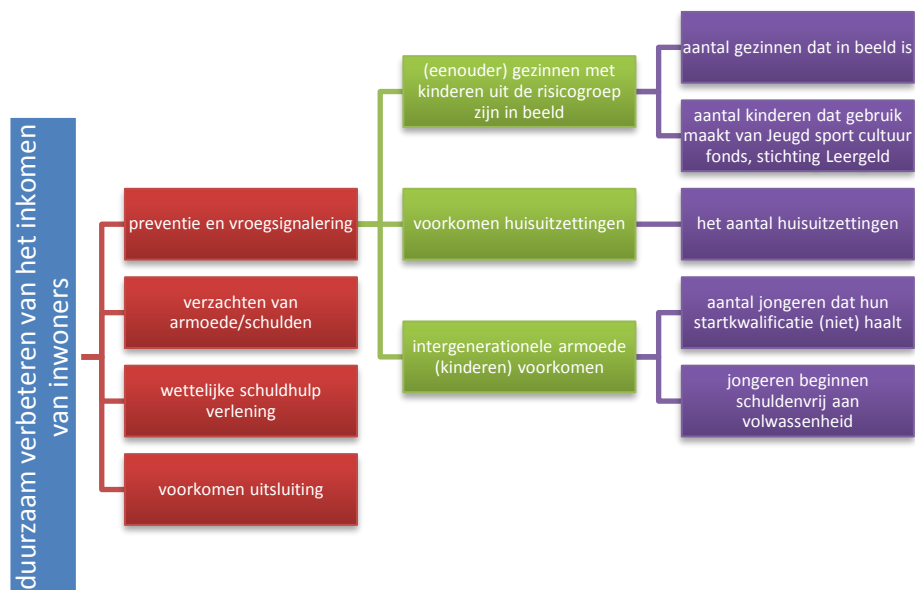 duurzaam verbeteren van het inkomen
van inwoners
preventie en vroegsignalering
verzachten van
armoede/schulden
wettelijke schuldhulp
verlening
voorkomen uitsluiting
(eenouder) gezinnen met
kinderen uit de risicogroep
zijn in beeld
voorkomen huisuitzettingen
intergenerationele armoede
(kinderen) voorkomen
aantal gezinnen dat in beeld is
aantal kinderen dat gebruik
maakt van Jeugd sport cultuur
fonds, stichting Leergeld
het aantal huisuitzettingen
aantal jongeren dat hun
startkwalificatie (niet) haalt
jongeren beginnen
schuldenvrij aan
volwassenheid